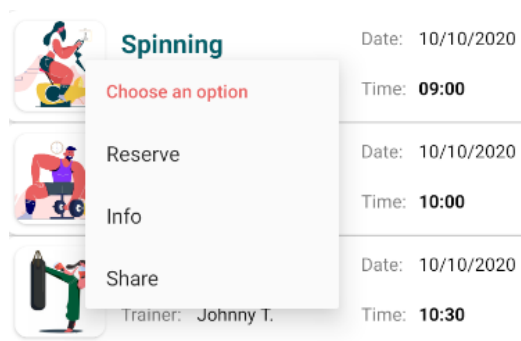 Spinning
Date: 10/10/2020
Choose an option
Time: 09:00
Reserve
Date: 10/10/2020
Info
Time: 10:00
Share
Date: 10/10/2020
Trainer: Johnny T.
Time: 10:30